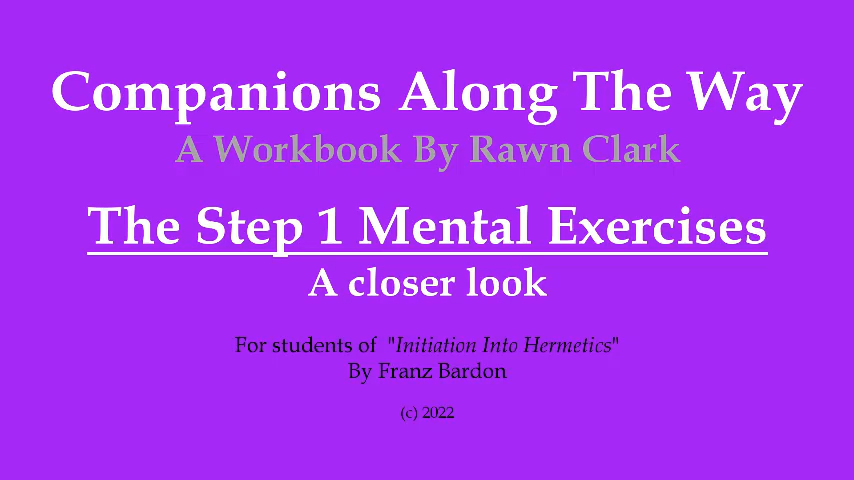 Companions Along The Way
A Workbook By Rawn Clark
The Step 1 Mental Exercises
A closer look
For students of "Initiation Into Hermetics"
By Franz Bardon
(c) 2022